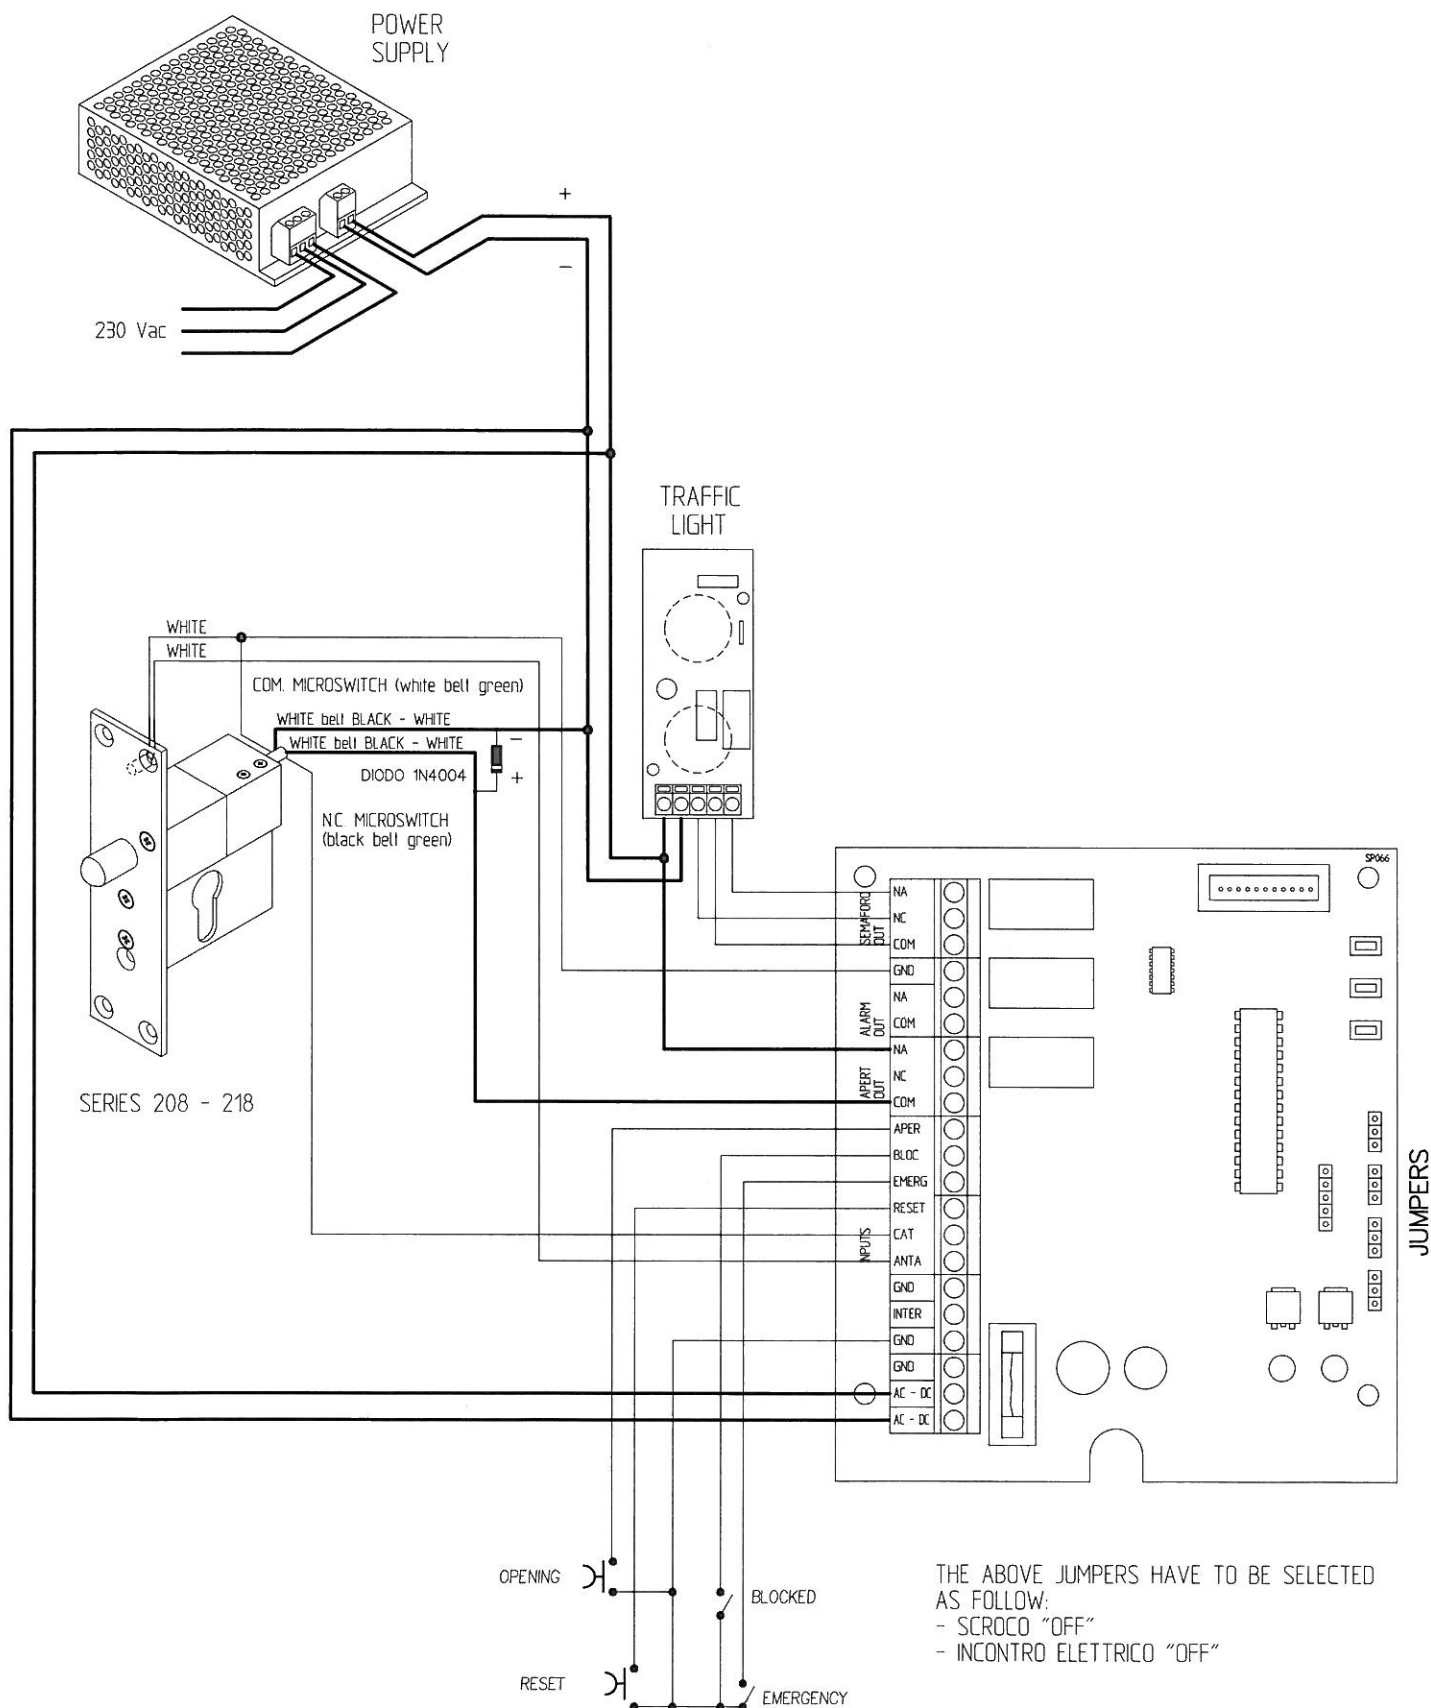 POWER
SUPPLY
+
–
230 Vac
TRAFFIC
LIGHT
WHITE
WHITE
COM. MICROSWITCH (white belt green)
WHITE belt BLACK - WHITE
WHITE belt BLACK - WHITE
–
DIODO 1N4004
+
N.C. MICROSWITCH
(black belt green)
SERIES 208 - 218
SP066
SEMAFORO
OUT
NA
NC
COM
GND
ALARM
OUT
NA
COM
APERT
OUT
NA
NC
COM
INPUTS
APER
BLOC
EMERG
RESET
CAT
ANTA
GND
INTER
GND
GND
AC - DC
AC - DC
JUMPERS
OPENING
BLOCKED
RESET
EMERGENCY
THE ABOVE JUMPERS HAVE TO BE SELECTED
AS FOLLOW:
- SCROCO "OFF"
- INCONTRO ELETTRICO "OFF"